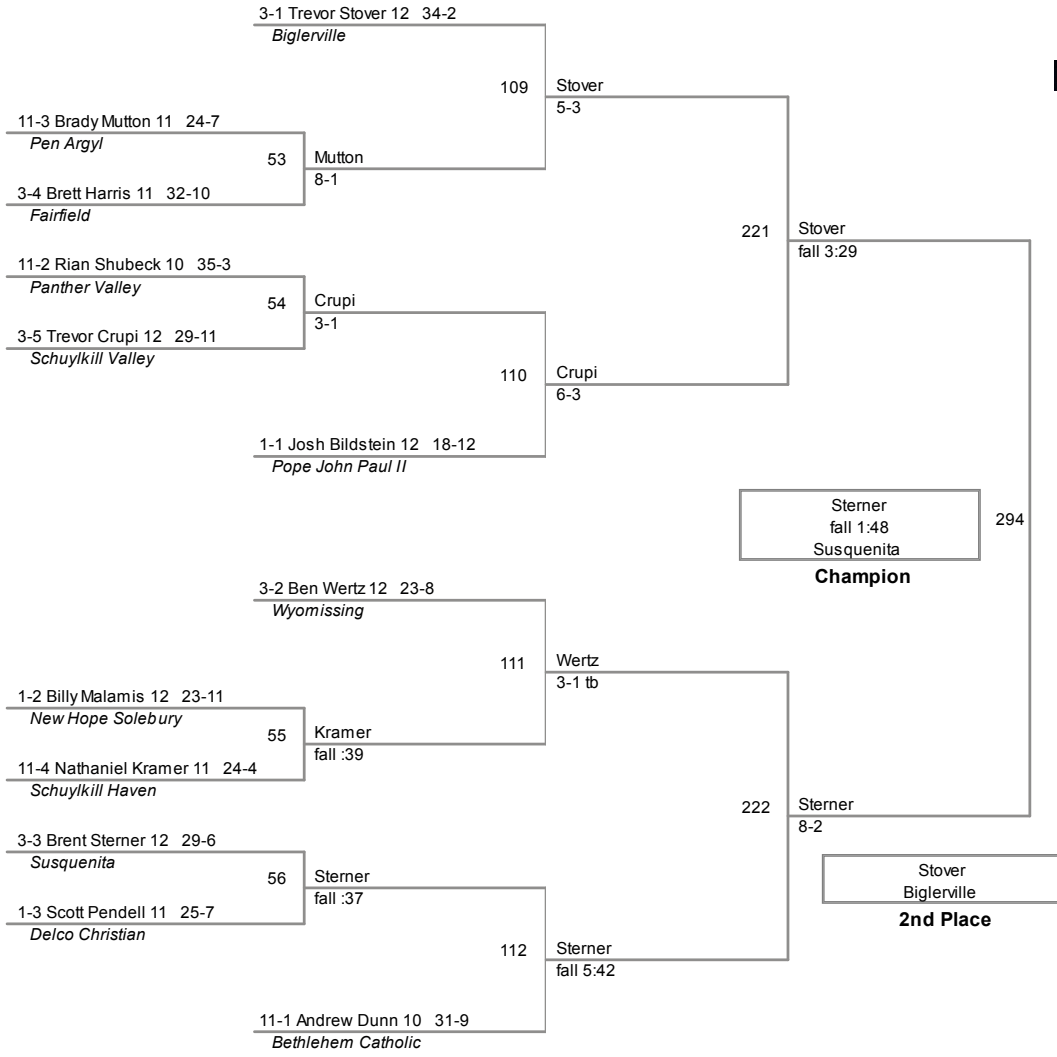 3-1 Trevor Stover 12 34-2
Biglerville
109
Stover
5-3
11-3 Brady Mutton 11 24-7
Pen Argyl
53
Mutton
8-1
3-4 Brett Harris 11 32-10
Fairfield
221
Stover
fall 3:29
11-2 Rian Shubeck 10 35-3
Panther Valley
54
Crupi
3-1
3-5 Trevor Crupi 12 29-11
Schuylkill Valley
110
Crupi
6-3
1-1 Josh Bildstein 12 18-12
Pope John Paul II
Sterner
fall 1:48
Susquenita
Champion
294
3-2 Ben Wertz 12 23-8
Wyomissing
111
Wertz
3-1 tb
1-2 Billy Malamis 12 23-11
New Hope Solebury
55
Kramer
fall :39
11-4 Nathaniel Kramer 11 24-4
Schuylkill Haven
222
Sterner
8-2
3-3 Brent Sterner 12 29-6
Susquenita
56
Sterner
fall :37
1-3 Scott Pendell 11 25-7
Delco Christian
Stover
Biglerville
2nd Place
112
Sterner
fall 5:42
11-1 Andrew Dunn 10 31-9
Bethlehem Catholic